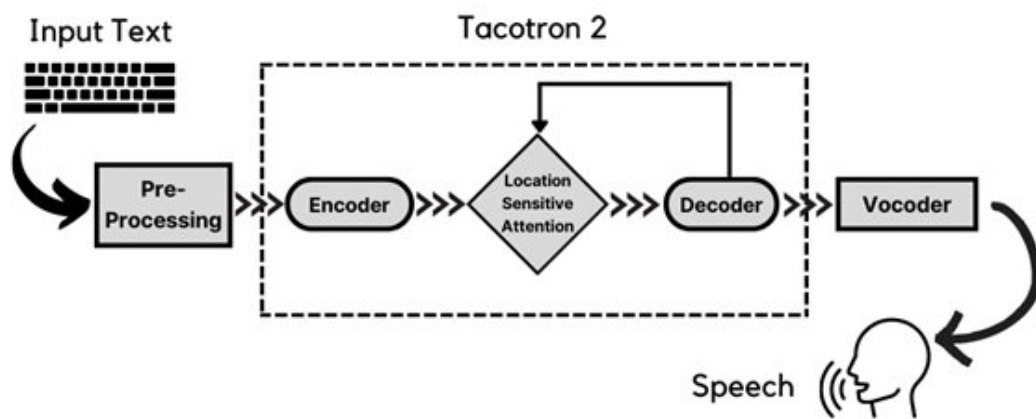 Input Text
Tacotron 2
Pre-
Processing
Encoder
Location
Sensitive
Attention
Decoder
Vocoder
Speech